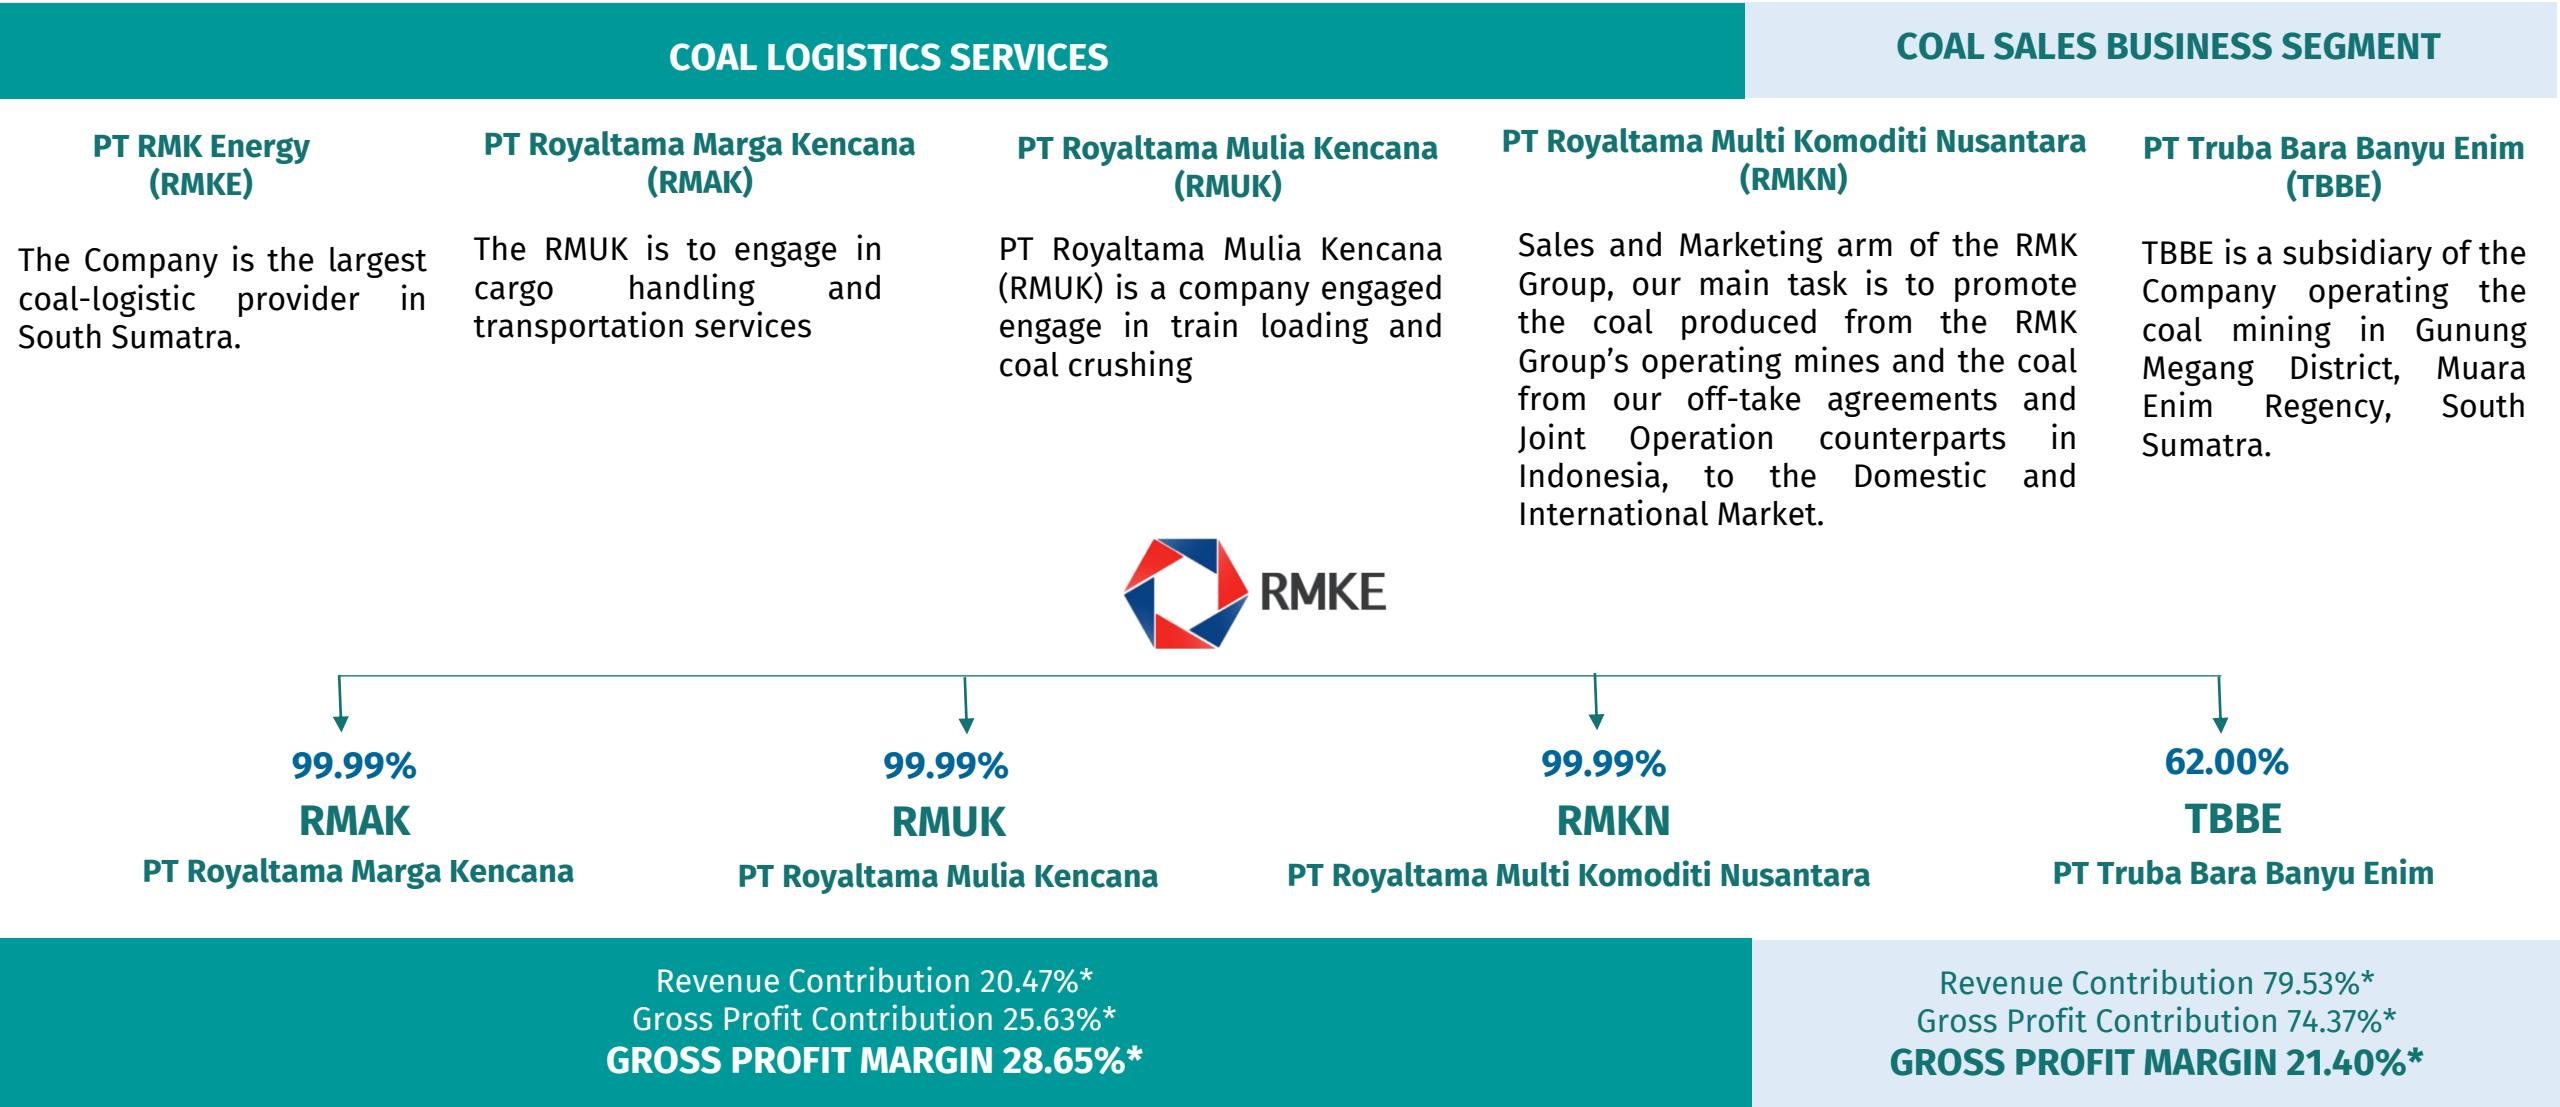 COAL LOGISTICS SERVICES
COAL SALES BUSINESS SEGMENT
PT RMK Energy
(RMKE)
The Company is the largest
coal-logistic provider in
South Sumatra.
PT Royaltama Marga Kencana
(RMAK)
The RMUK is to engage in
cargo handling and
transportation services
PT Royaltama Mulia Kencana
(RMUK)
PT Royaltama Mulia Kencana
(RMUK) is a company engaged
engage in train loading and
coal crushing
PT Royaltama Multi Komoditi Nusantara
(RMKN)
Sales and Marketing arm of the RMK
Group, our main task is to promote
the coal produced from the RMK
Group’s operating mines and the coal
from our off-take agreements and
Joint Operation counterparts in
Indonesia, to the Domestic and
International Market.
PT Truba Bara Banyu Enim
(TBBE)
TBBE is a subsidiary of the
Company operating the
coal mining in Gunung
Megang District, Muara
Enim Regency, South
Sumatra.
RMKE
99.99%
RMAK
PT Royaltama Marga Kencana
99.99%
RMUK
PT Royaltama Mulia Kencana
99.99%
RMKN
PT Royaltama Multi Komoditi Nusantara
62.00%
TBBE
PT Truba Bara Banyu Enim
Revenue Contribution 20.47%*
Gross Profit Contribution 25.63%*
GROSS PROFIT MARGIN 28.65%*
Revenue Contribution 79.53%*
Gross Profit Contribution 74.37%*
GROSS PROFIT MARGIN 21.40%*